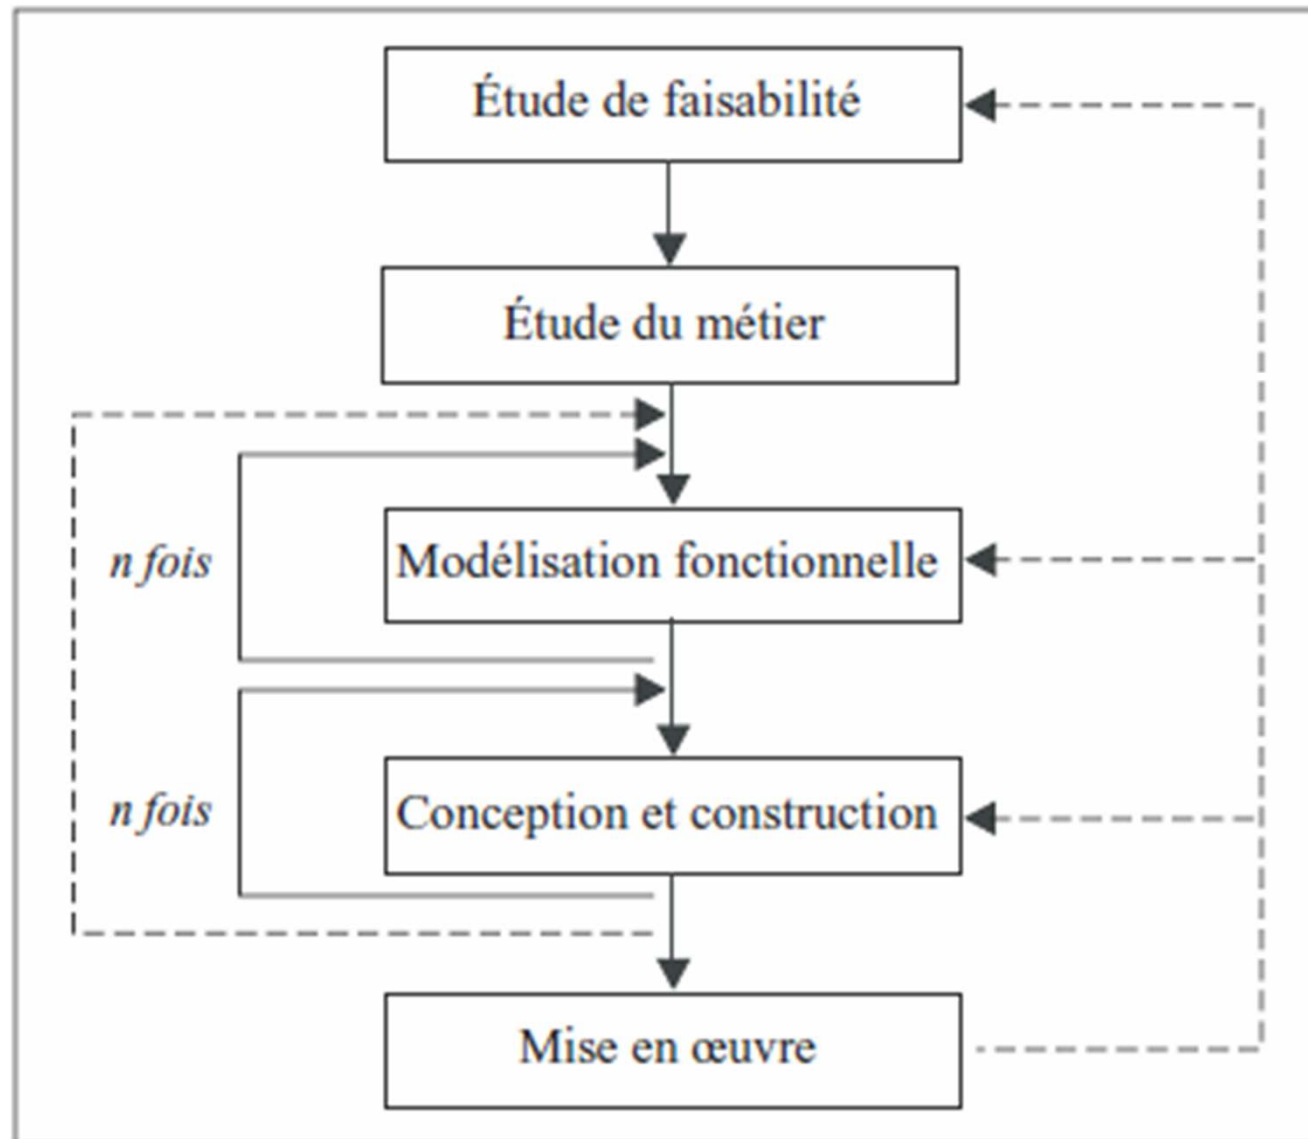 Étude de faisabilité
Étude du métier
n fois
Modélisation fonctionnelle
n fois
Conception et construction
Mise en œuvre